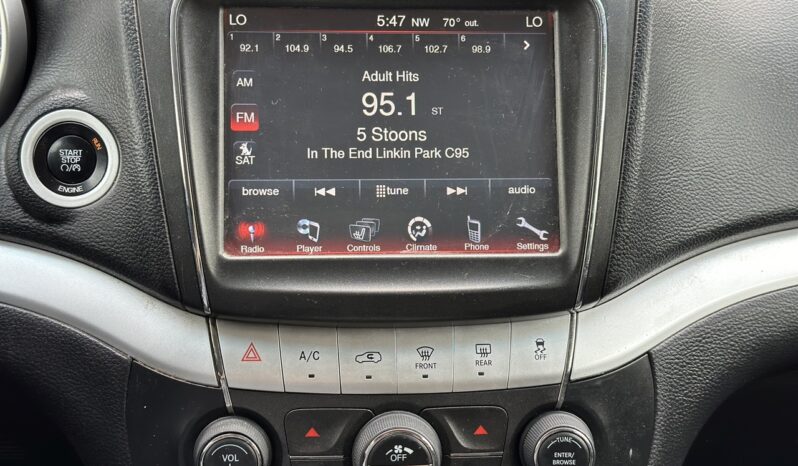 LO 5:47 NW 70° out. LO
1 2 3 4 5 6
92.1 104.9 94.5 106.7 102.7 98.9
AM
Adult Hits
FM
95.1 ST
5 Stoons
SAT
In The End Linkin Park C95
browse tune audio
Radio Player Controls Climate Phone Settings
START
STOP
RUN
ENGINE
A/C
FRONT
REAR
OFF
VOL
OFF
TUNE
ENTER/
BROWSE